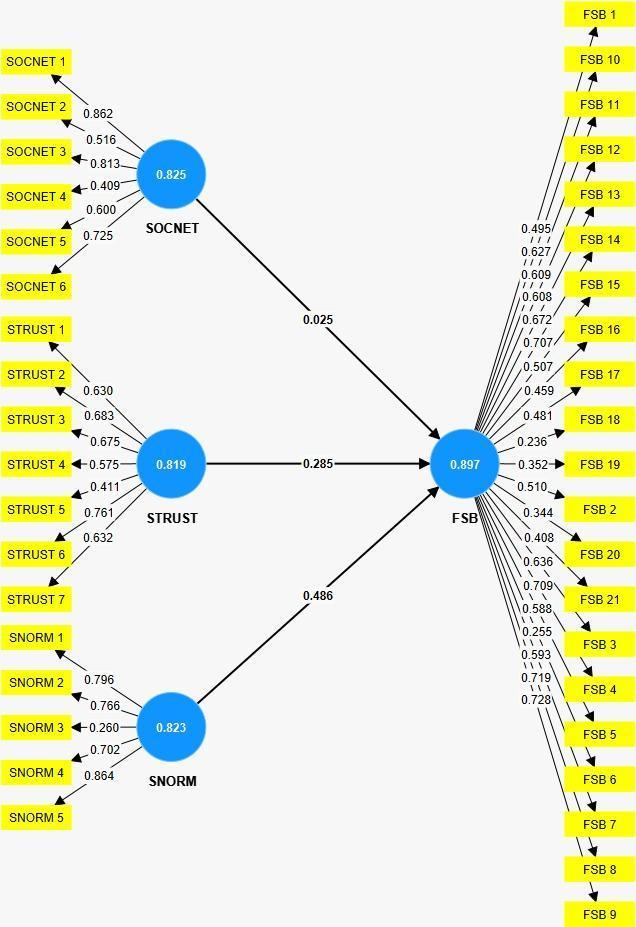 SOCNET 1
SOCNET 2
SOCNET 3
SOCNET 4
SOCNET 5
SOCNET 6
0.862
0.516
0.813
0.409
0.600
0.725
0.825
SOCNET
STRUST 1
STRUST 2
STRUST 3
STRUST 4
STRUST 5
STRUST 6
STRUST 7
0.630
0.683
0.675
0.575
0.411
0.761
0.632
0.819
STRUST
SNORM 1
SNORM 2
SNORM 3
SNORM 4
SNORM 5
0.796
0.766
0.260
0.702
0.864
0.823
SNORM
0.025
0.285
0.486
0.897
FSB
0.495
0.627
0.609
0.608
0.672
0.707
0.507
0.459
0.481
0.236
0.352
0.510
0.344
0.408
0.636
0.709
0.588
0.255
0.593
0.719
0.728
FSB 1
FSB 10
FSB 11
FSB 12
FSB 13
FSB 14
FSB 15
FSB 16
FSB 17
FSB 18
FSB 19
FSB 2
FSB 20
FSB 21
FSB 3
FSB 4
FSB 5
FSB 6
FSB 7
FSB 8
FSB 9